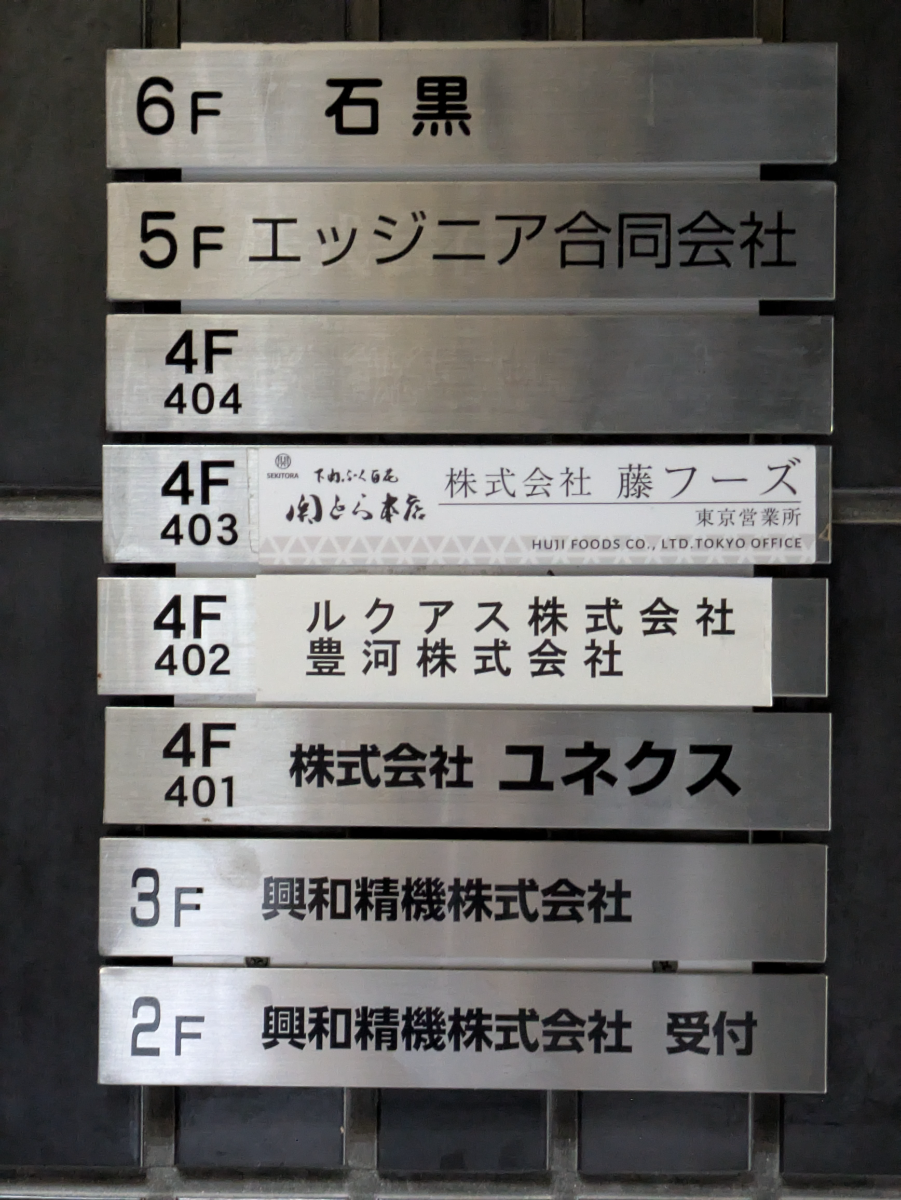 6F 石黒
5F エッジニア合同会社
4F
404
4F
403
SEKITORA
下関ふく百花
関とら本店
株式会社 藤フーズ
東京営業所
HUJI FOODS CO., LTD.TOKYO OFFICE
4F
402
ルクアス株式会社
豊河株式会社
4F
401
株式会社 ユネクス
3F 興和精機株式会社
2F 興和精機株式会社 受付